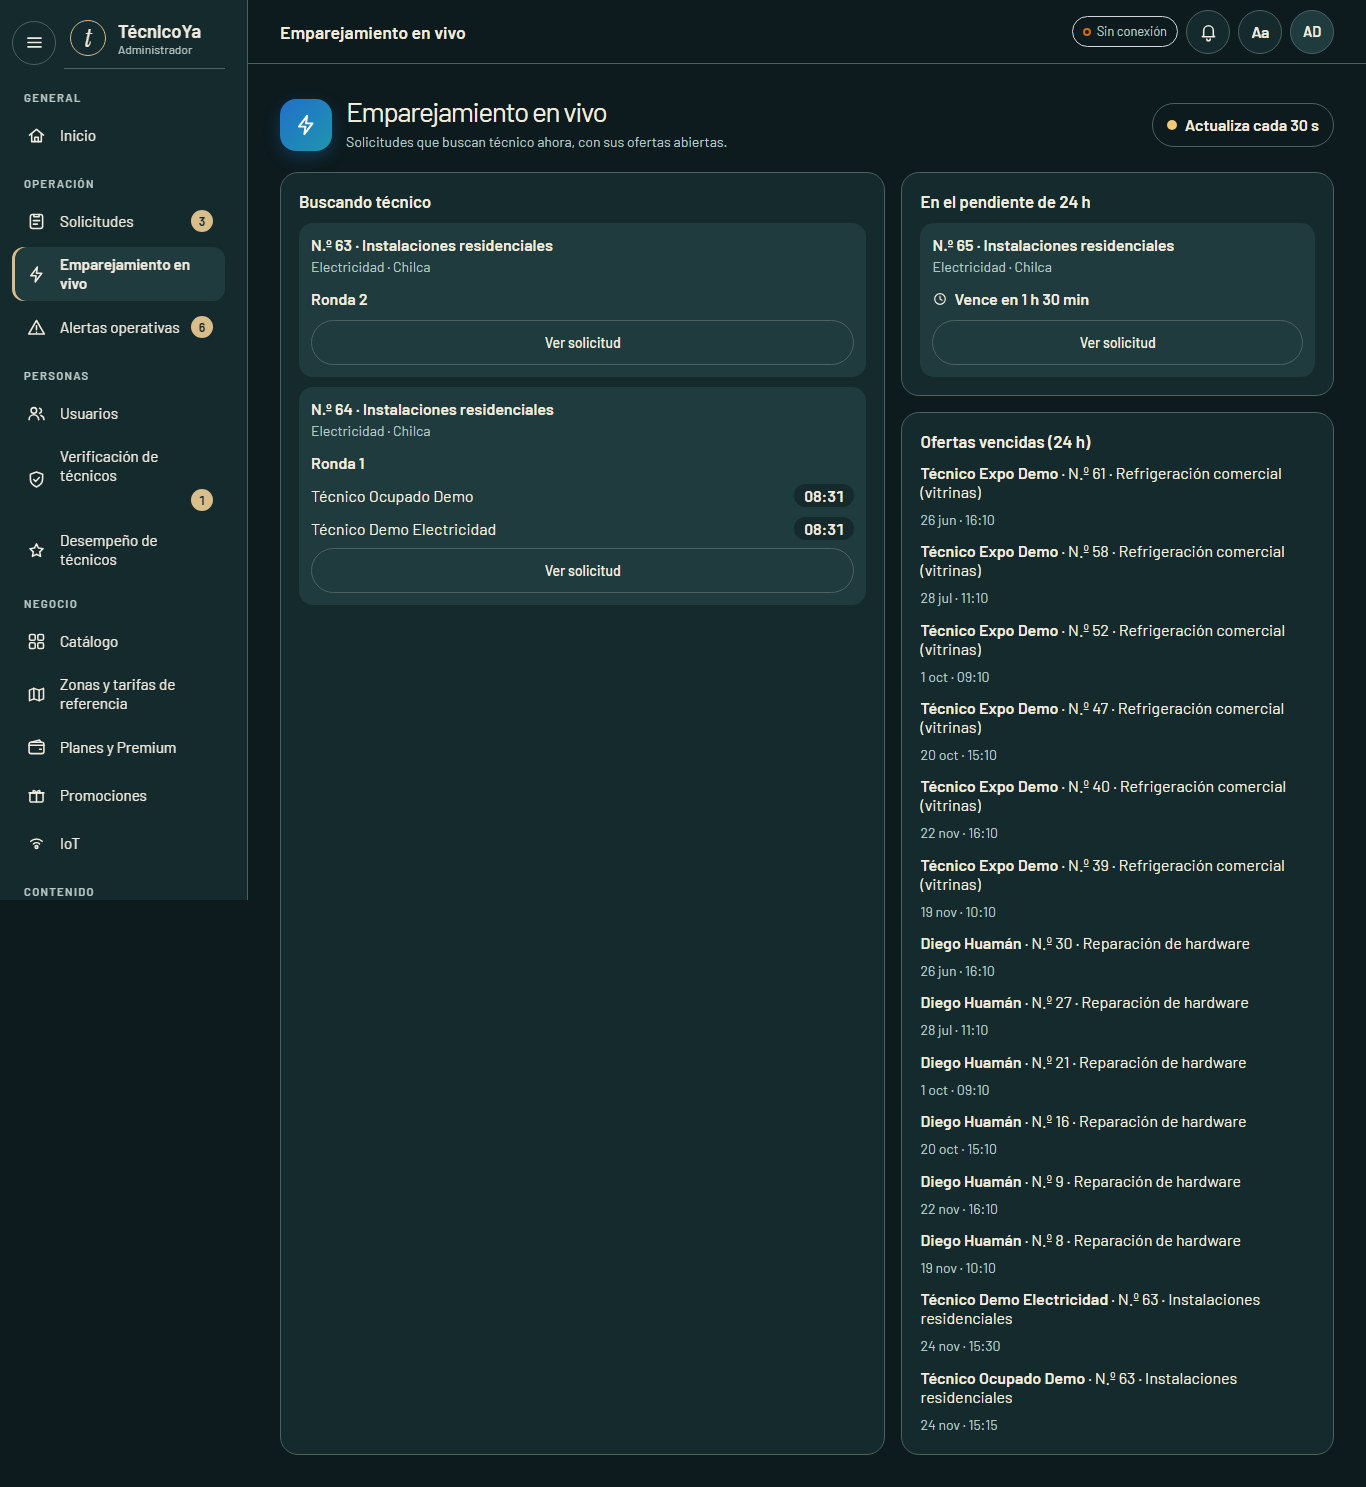 t TécnicoYa
Administrador
GENERAL
Inicio
OPERACIÓN
Solicitudes 3
Emparejamiento en
vivo
Alertas operativas 6
PERSONAS
Usuarios
Verificación de
técnicos
1
Desempeño de
técnicos
NEGOCIO
Catálogo
Zonas y tarifas de
referencia
Planes y Premium
Promociones
IoT
CONTENIDO
Emparejamiento en vivo
Sin conexión
Aa
AD
Emparejamiento en vivo
Solicitudes que buscan técnico ahora, con sus ofertas abiertas.
Actualiza cada 30 s
Buscando técnico
N.º 63 · Instalaciones residenciales
Electricidad · Chilca
Ronda 2
Ver solicitud
N.º 64 · Instalaciones residenciales
Electricidad · Chilca
Ronda 1
Técnico Ocupado Demo 08:31
Técnico Demo Electricidad 08:31
Ver solicitud
En el pendiente de 24 h
N.º 65 · Instalaciones residenciales
Electricidad · Chilca
Vence en 1 h 30 min
Ver solicitud
Ofertas vencidas (24 h)
Técnico Expo Demo · N.º 61 · Refrigeración comercial
(vitrinas)
26 jun · 16:10
Técnico Expo Demo · N.º 58 · Refrigeración comercial
(vitrinas)
28 jul · 11:10
Técnico Expo Demo · N.º 52 · Refrigeración comercial
(vitrinas)
1 oct · 09:10
Técnico Expo Demo · N.º 47 · Refrigeración comercial
(vitrinas)
20 oct · 15:10
Técnico Expo Demo · N.º 40 · Refrigeración comercial
(vitrinas)
22 nov · 16:10
Técnico Expo Demo · N.º 39 · Refrigeración comercial
(vitrinas)
19 nov · 10:10
Diego Huamán · N.º 30 · Reparación de hardware
26 jun · 16:10
Diego Huamán · N.º 27 · Reparación de hardware
28 jul · 11:10
Diego Huamán · N.º 21 · Reparación de hardware
1 oct · 09:10
Diego Huamán · N.º 16 · Reparación de hardware
20 oct · 15:10
Diego Huamán · N.º 9 · Reparación de hardware
22 nov · 16:10
Diego Huamán · N.º 8 · Reparación de hardware
19 nov · 10:10
Técnico Demo Electricidad · N.º 63 · Instalaciones
residenciales
24 nov · 15:30
Técnico Ocupado Demo · N.º 63 · Instalaciones
residenciales
24 nov · 15:15